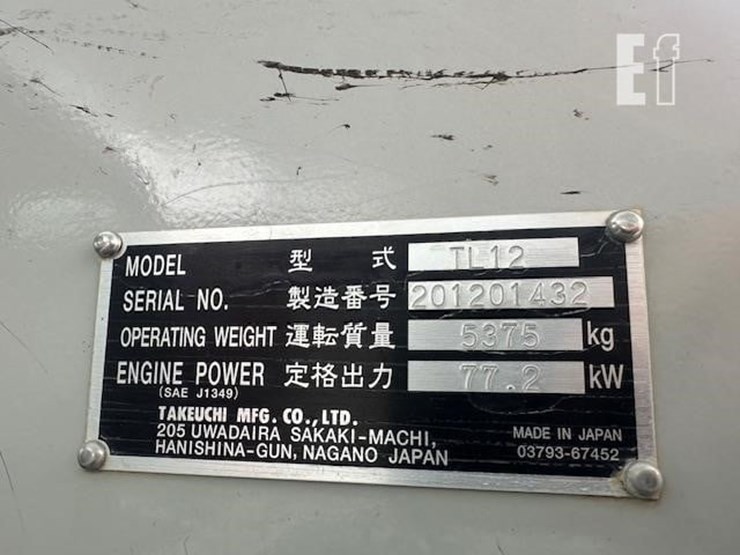 Ef
MODEL 型式 TL12
SERIAL NO. 製造番号 201201432
OPERATING WEIGHT 運転質量 5375 kg
ENGINE POWER 定格出力 77.2 kW
(SAE J1349)
TAKEUCHI MFG. CO.,LTD.
205 UWADAIRA SAKAKI-MACHI,
HANISHINA-GUN, NAGANO JAPAN
MADE IN JAPAN
03793-67452